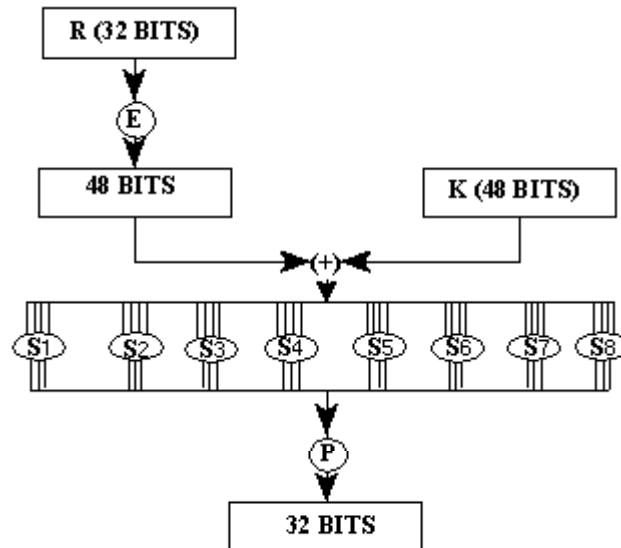 R (32 BITS)
E
48 BITS
K (48 BITS)
(+)
S1 S2 S3 S4 S5 S6 S7 S8
P
32 BITS